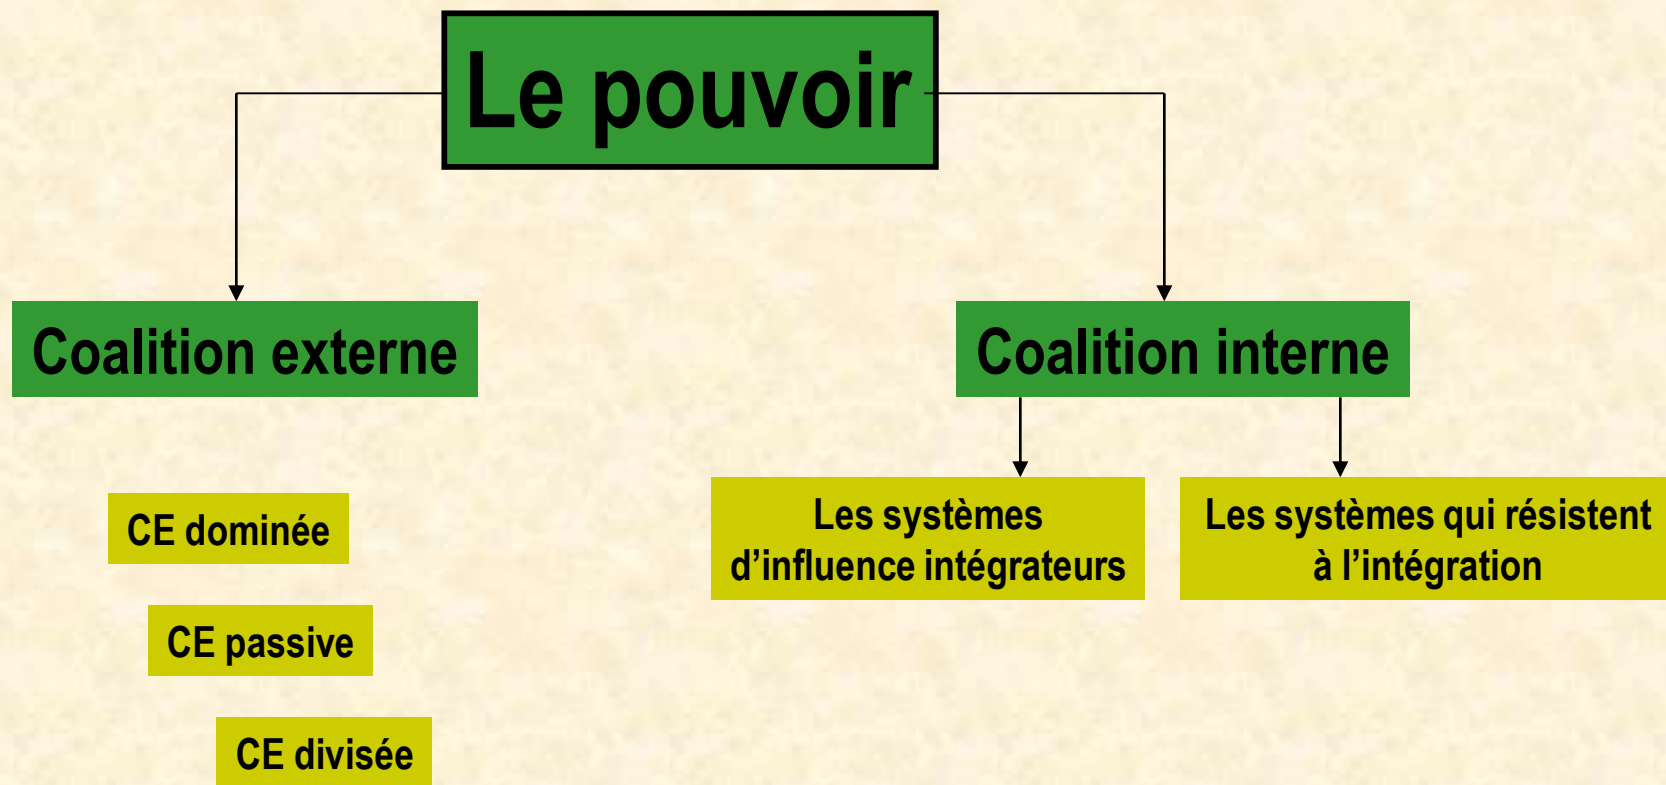 Le pouvoir
Coalition externe
Coalition interne
CE dominée
CE passive
CE divisée
Les systèmes
d’influence intégrateurs
Les systèmes qui résistent
à l’intégration